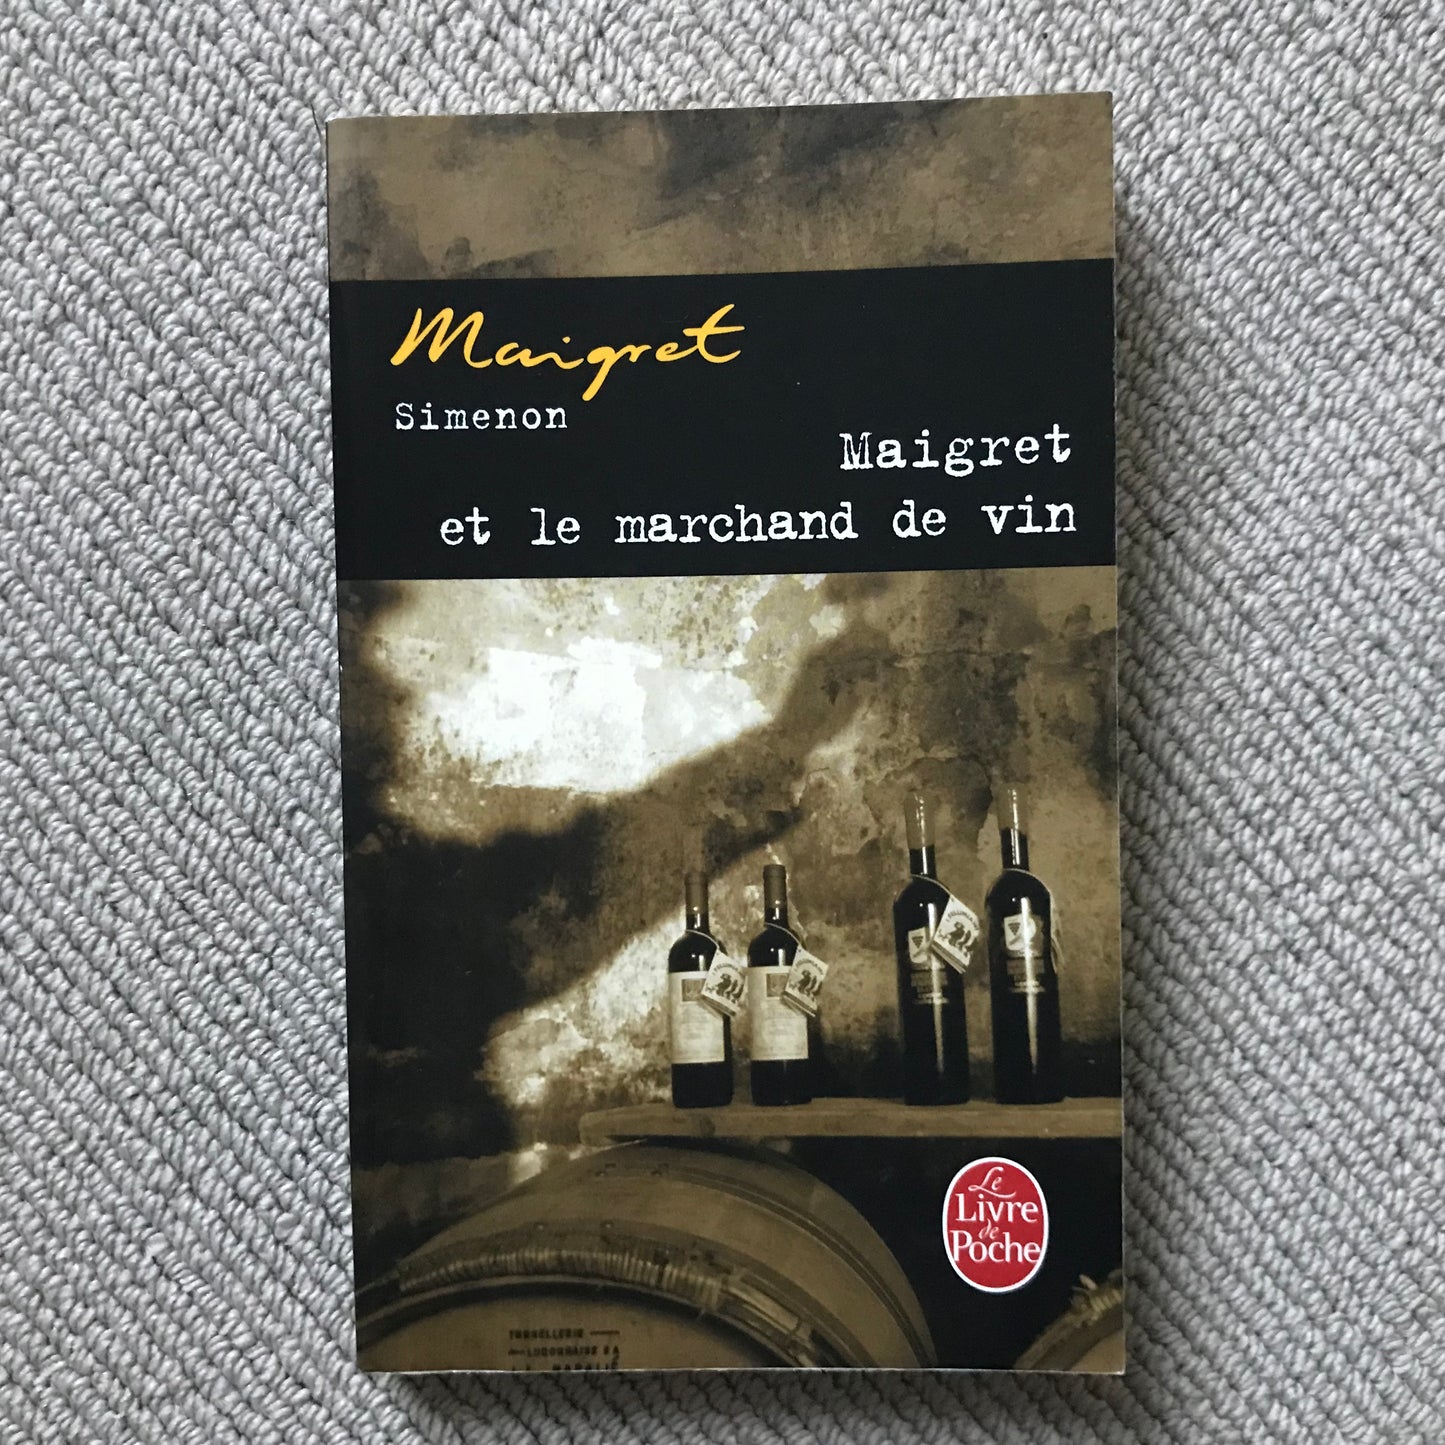 Maigret
Simenon
Maigret
et le marchand de vin
Le
Livre
de
Poche